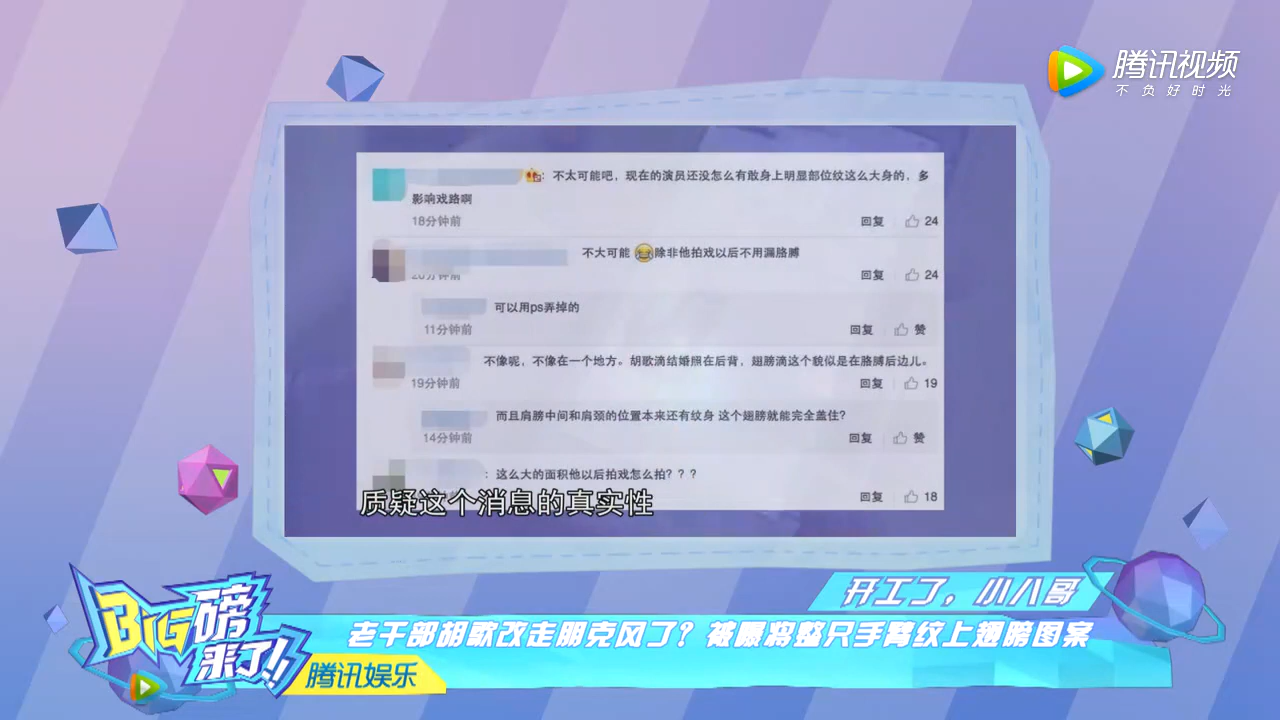 腾讯视频
不负好时光
：不太可能吧，现在的演员还没怎么有敢身上明显部位纹这么大身的，多
影响戏路啊
18分钟前
回复
24
不大可能😂除非他拍戏以后不用漏胳膊
20分钟前
回复
24
可以用ps弄掉的
11分钟前
回复
赞
不像呢，不像在一个地方。胡歌滴结婚照在后背，翅膀滴这个貌似是在胳膊后边儿。
19分钟前
回复
19
而且肩膀中间和肩颈的位置本来还有纹身 这个翅膀就能完全盖住？
14分钟前
回复
赞
：这么大的面积他以后拍戏怎么拍？？？
回复
18
质疑这个消息的真实性
开工了，小八哥
老干部胡歌改走朋克风了？被曝将整只手臂纹上翅膀图案
BIG磅来了!!
腾讯娱乐